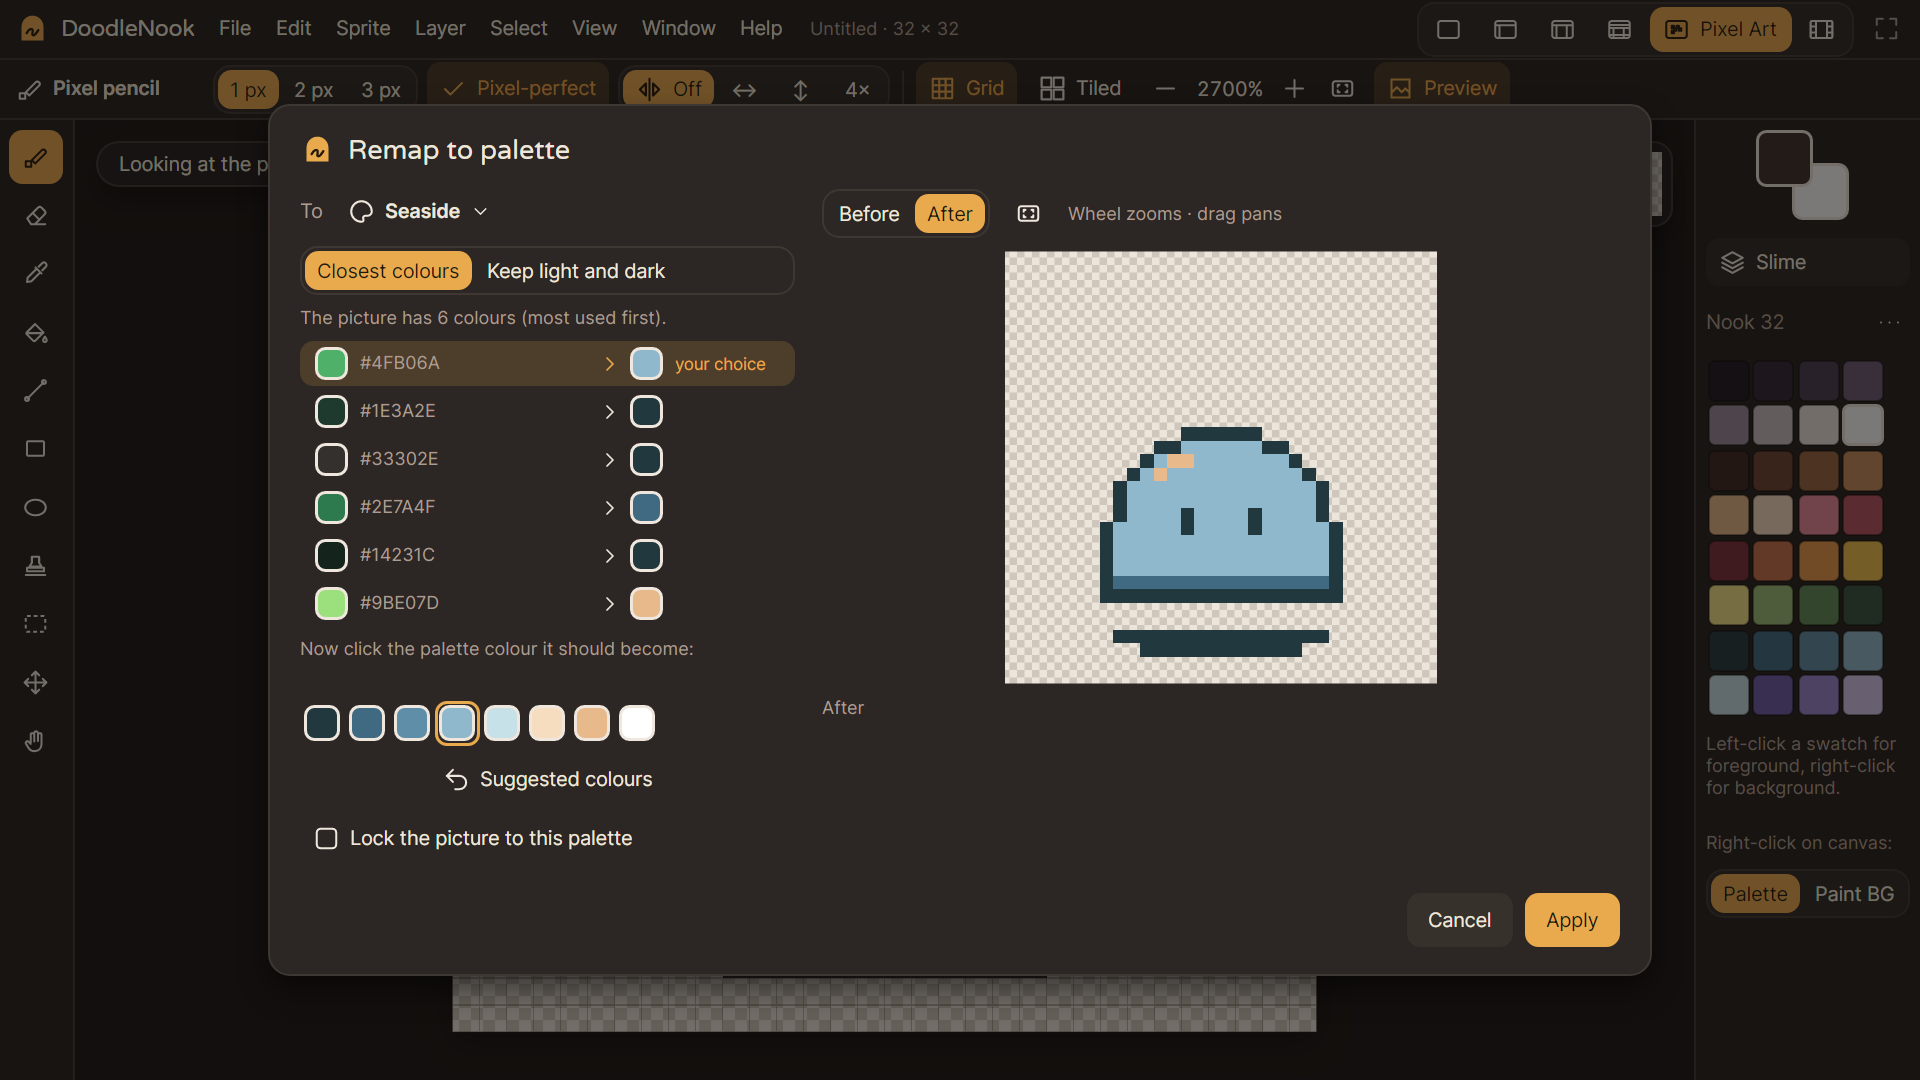 DoodleNook File Edit Sprite Layer Select View Window Help Untitled · 32 × 32 Pixel Art
Pixel pencil 1 px 2 px 3 px Pixel-perfect Off 4× Grid Tiled 2700% Preview
Looking at the p
Remap to palette
To Seaside
Before After Wheel zooms · drag pans
Closest colours Keep light and dark
The picture has 6 colours (most used first).
#4FB06A your choice
#1E3A2E
#33302E
#2E7A4F
#14231C
#9BE07D
Now click the palette colour it should become:
After
Suggested colours
Lock the picture to this palette
Cancel Apply
Slime
Nook 32
Left-click a swatch for
foreground, right-click
for background.
Right-click on canvas:
Palette Paint BG